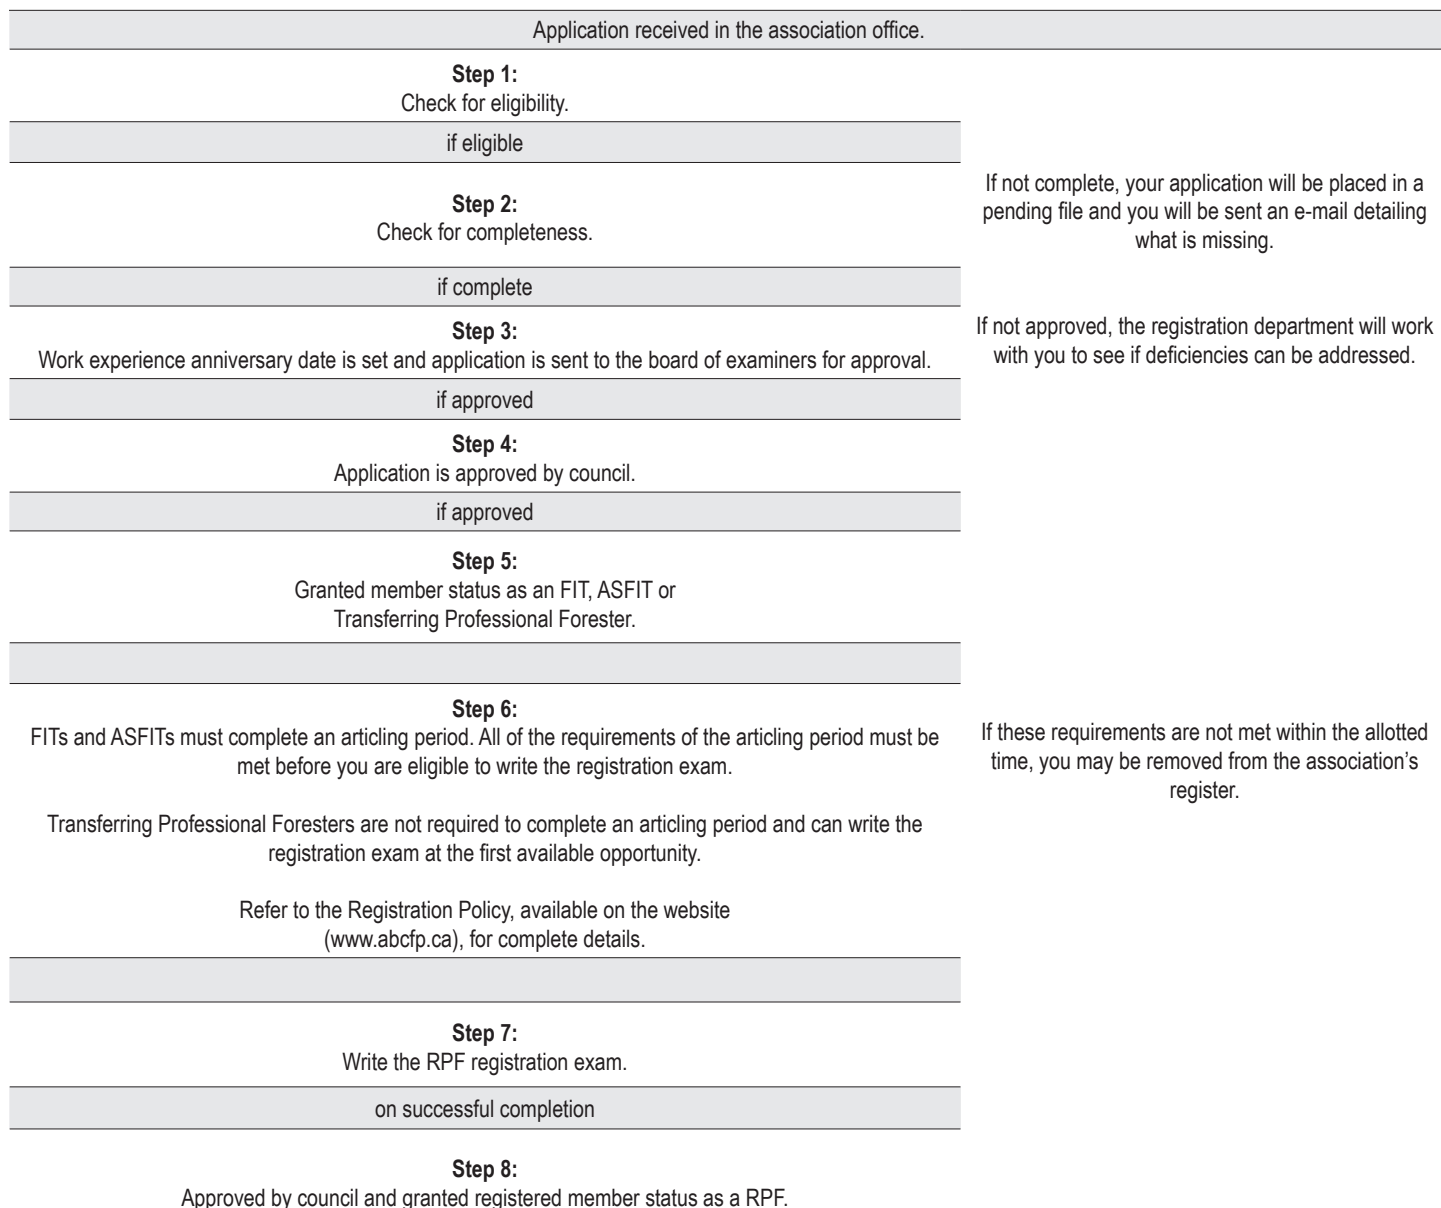 Application received in the association office.
Step 1:
Check for eligibility.
if eligible
Step 2:
Check for completeness.
If not complete, your application will be placed in a
pending file and you will be sent an e-mail detailing
what is missing.
if complete
Step 3:
Work experience anniversary date is set and application is sent to the board of examiners for approval.
If not approved, the registration department will work
with you to see if deficiencies can be addressed.
if approved
Step 4:
Application is approved by council.
if approved
Step 5:
Granted member status as an FIT, ASFIT or
Transferring Professional Forester.
Step 6:
FITs and ASFITs must complete an articling period. All of the requirements of the articling period must be
met before you are eligible to write the registration exam.
Transferring Professional Foresters are not required to complete an articling period and can write the
registration exam at the first available opportunity.
Refer to the Registration Policy, available on the website
(www.abcfp.ca), for complete details.
If these requirements are not met within the allotted
time, you may be removed from the association's
register.
Step 7:
Write the RPF registration exam.
on successful completion
Step 8:
Approved by council and granted registered member status as a RPF.